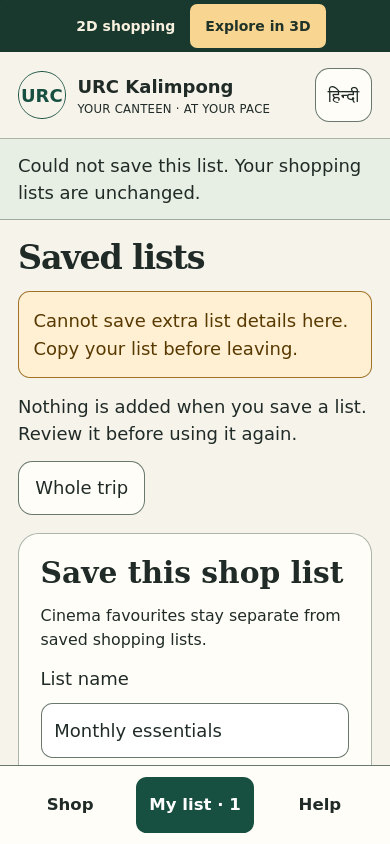 2D shopping
Explore in 3D
URC
URC Kalimpong
YOUR CANTEEN · AT YOUR PACE
हिन्दी
Could not save this list. Your shopping
lists are unchanged.
Saved lists
Cannot save extra list details here.
Copy your list before leaving.
Nothing is added when you save a list.
Review it before using it again.
Whole trip
Save this shop list
Cinema favourites stay separate from
saved shopping lists.
List name
Monthly essentials
Shop
My list · 1
Help